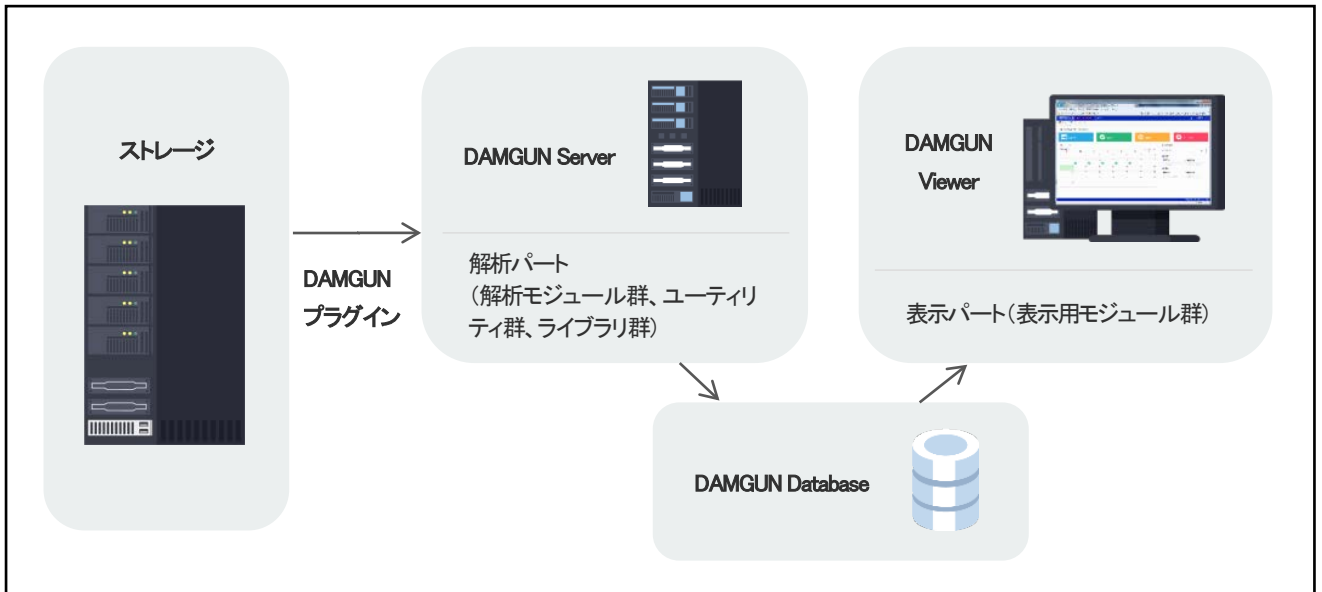 ストレージ
DAMGUN
プラグイン
DAMGUN Server
解析パート
（解析モジュール群、ユーティリ
ティ群、ライブラリ群）
DAMGUN
Viewer
表示パート（表示用モジュール群）
DAMGUN Database